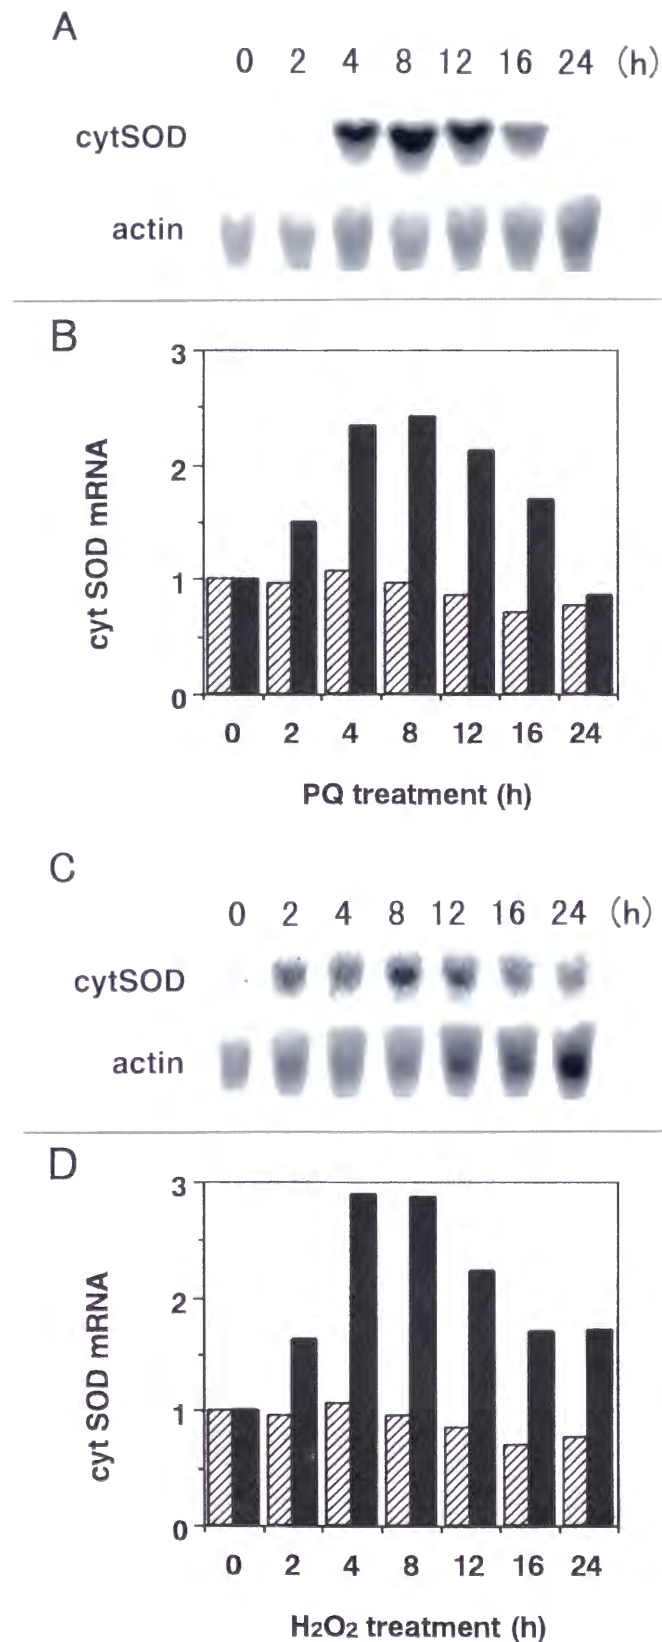 A
0 2 4 8 12 16 24 (h)
cytSOD
actin
B
3
2
1
0
cyt SOD mRNA
0 2 4 8 12 16 24
PQ treatment (h)
C
0 2 4 8 12 16 24 (h)
cytSOD
actin
D
3
2
1
0
cyt SOD mRNA
0 2 4 8 12 16 24
H2O2 treatment (h)